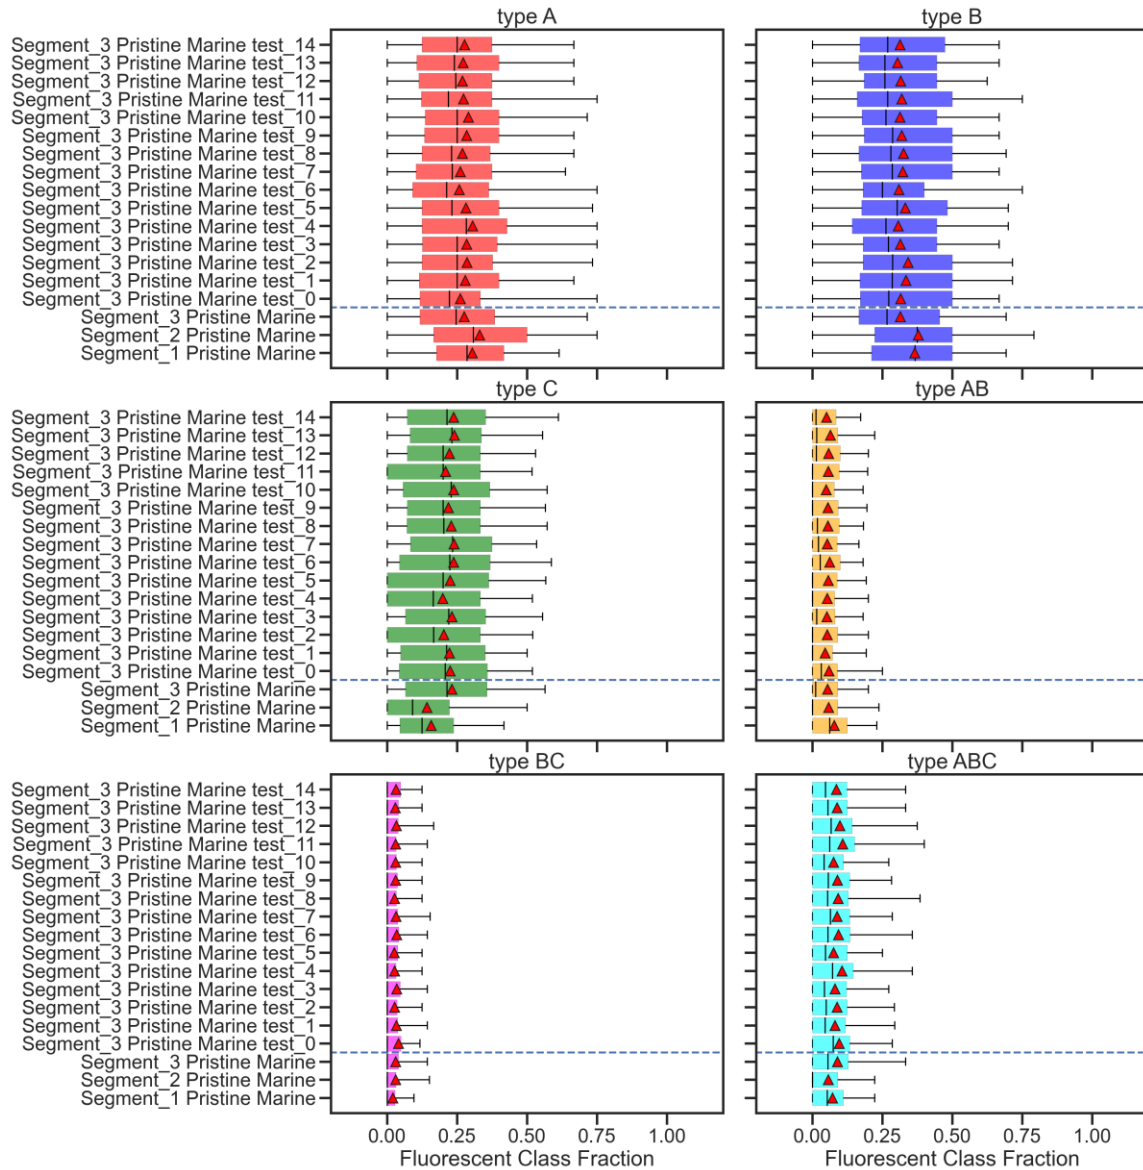 type A
type B
Segment_3 Pristine Marine test_14
Segment_3 Pristine Marine test_13
Segment_3 Pristine Marine test_12
Segment_3 Pristine Marine test_11
Segment_3 Pristine Marine test_10
Segment_3 Pristine Marine test_9
Segment_3 Pristine Marine test_8
Segment_3 Pristine Marine test_7
Segment_3 Pristine Marine test_6
Segment_3 Pristine Marine test_5
Segment_3 Pristine Marine test_4
Segment_3 Pristine Marine test_3
Segment_3 Pristine Marine test_2
Segment_3 Pristine Marine test_1
Segment_3 Pristine Marine test_0
Segment_3 Pristine Marine
Segment_2 Pristine Marine
Segment_1 Pristine Marine
type C
type AB
Segment_3 Pristine Marine test_14
Segment_3 Pristine Marine test_13
Segment_3 Pristine Marine test_12
Segment_3 Pristine Marine test_11
Segment_3 Pristine Marine test_10
Segment_3 Pristine Marine test_9
Segment_3 Pristine Marine test_8
Segment_3 Pristine Marine test_7
Segment_3 Pristine Marine test_6
Segment_3 Pristine Marine test_5
Segment_3 Pristine Marine test_4
Segment_3 Pristine Marine test_3
Segment_3 Pristine Marine test_2
Segment_3 Pristine Marine test_1
Segment_3 Pristine Marine test_0
Segment_3 Pristine Marine
Segment_2 Pristine Marine
Segment_1 Pristine Marine
type BC
type ABC
Segment_3 Pristine Marine test_14
Segment_3 Pristine Marine test_13
Segment_3 Pristine Marine test_12
Segment_3 Pristine Marine test_11
Segment_3 Pristine Marine test_10
Segment_3 Pristine Marine test_9
Segment_3 Pristine Marine test_8
Segment_3 Pristine Marine test_7
Segment_3 Pristine Marine test_6
Segment_3 Pristine Marine test_5
Segment_3 Pristine Marine test_4
Segment_3 Pristine Marine test_3
Segment_3 Pristine Marine test_2
Segment_3 Pristine Marine test_1
Segment_3 Pristine Marine test_0
Segment_3 Pristine Marine
Segment_2 Pristine Marine
Segment_1 Pristine Marine
0.00 0.25 0.50 0.75 1.00
0.00 0.25 0.50 0.75 1.00
Fluorescent Class Fraction
Fluorescent Class Fraction